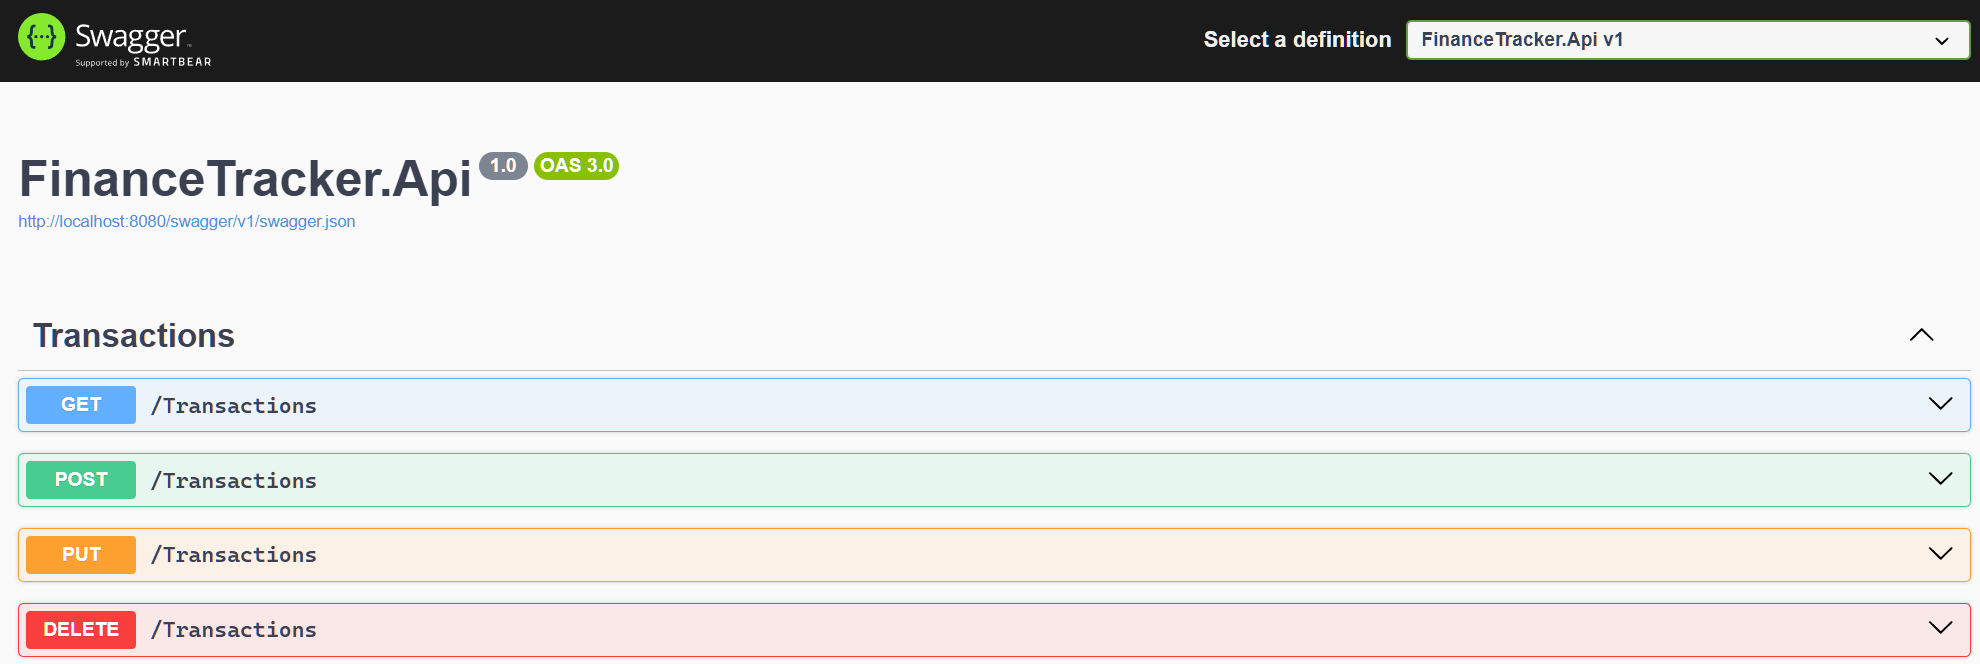 Swagger™
Supported by SMARTBEAR
Select a definition
FinanceTracker.Api v1
FinanceTracker.Api 1.0 OAS 3.0
http://localhost:8080/swagger/v1/swagger.json
Transactions
GET /Transactions
POST /Transactions
PUT /Transactions
DELETE /Transactions